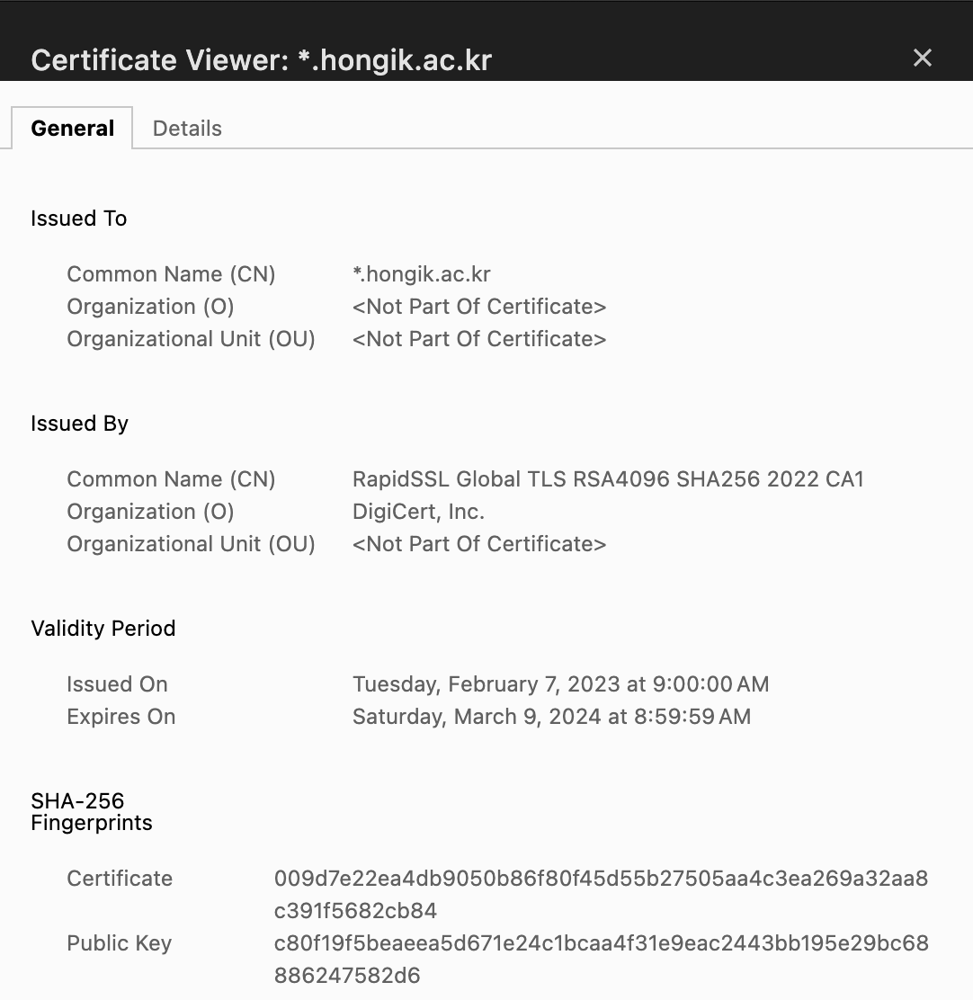 Certificate Viewer: *.hongik.ac.kr
General Details
Issued To
Common Name (CN) *.hongik.ac.kr
Organization (O) <Not Part Of Certificate>
Organizational Unit (OU) <Not Part Of Certificate>
Issued By
Common Name (CN) RapidSSL Global TLS RSA4096 SHA256 2022 CA1
Organization (O) DigiCert, Inc.
Organizational Unit (OU) <Not Part Of Certificate>
Validity Period
Issued On Tuesday, February 7, 2023 at 9:00:00 AM
Expires On Saturday, March 9, 2024 at 8:59:59 AM
SHA-256
Fingerprints
Certificate 009d7e22ea4db9050b86f80f45d55b27505aa4c3ea269a32aa8
c391f5682cb84
Public Key c80f19f5beaeea5d671e24c1bcaa4f31e9eac2443bb195e29bc68
886247582d6